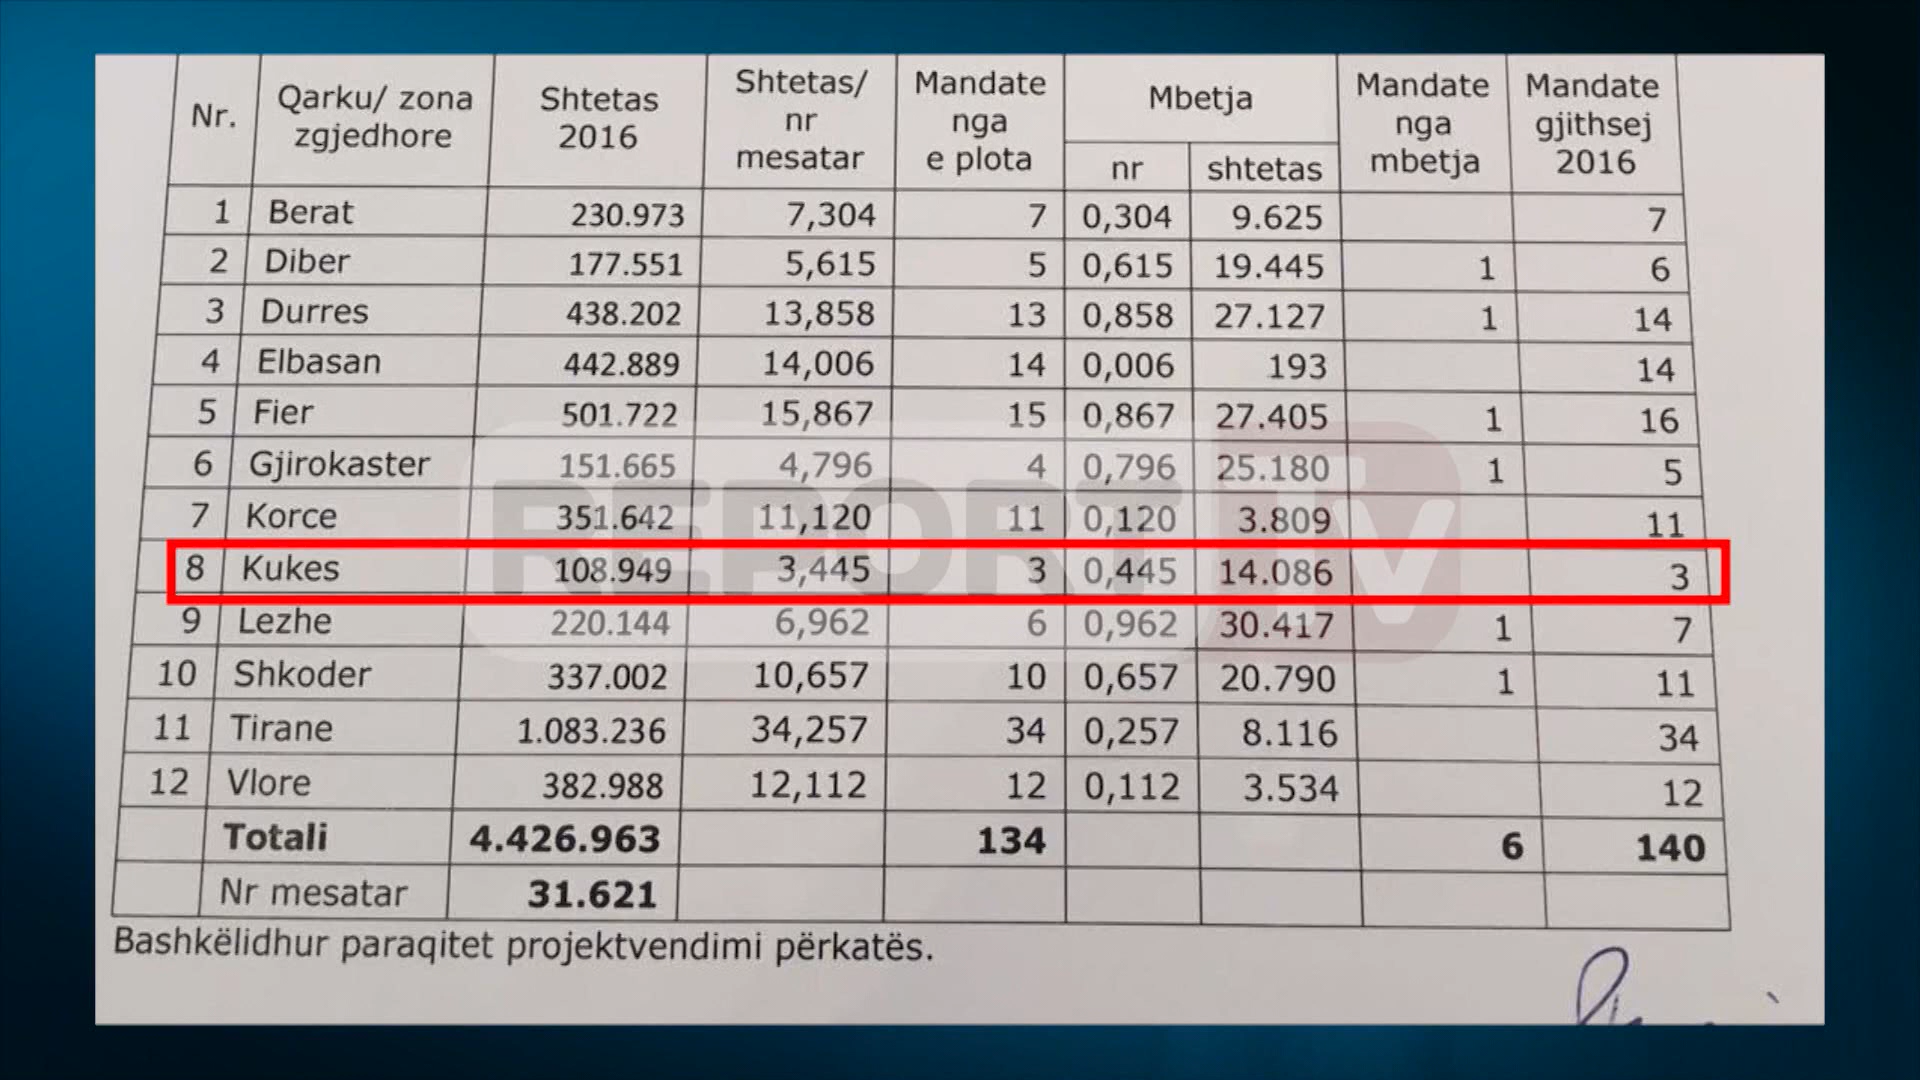 Nr. Qarku/ zona zgjedhore Shtetas 2016 Shtetas/ nr mesatar Mandate nga e plota Mbetja Mandate nga mbetja Mandate gjithsej 2016
nr shtetas
1 Berat 230.973 7,304 7 0,304 9.625 7
2 Diber 177.551 5,615 5 0,615 19.445 1 6
3 Durres 438.202 13,858 13 0,858 27.127 1 14
4 Elbasan 442.889 14,006 14 0,006 193 14
5 Fier 501.722 15,867 15 0,867 27.405 1 16
6 Gjirokaster 151.665 4,796 4 0,796 25.180 1 5
7 Korce 351.642 11,120 11 0,120 3.809 11
8 Kukes 108.949 3,445 3 0,445 14.086 3
9 Lezhe 220.144 6,962 6 0,962 30.417 1 7
10 Shkoder 337.002 10,657 10 0,657 20.790 1 11
11 Tirane 1.083.236 34,257 34 0,257 8.116 34
12 Vlore 382.988 12,112 12 0,112 3.534 12
Totali 4.426.963 134 6 140
Nr mesatar 31.621
Bashkëlidhur paraqitet projektvendimi përkatës.
REPORT TV